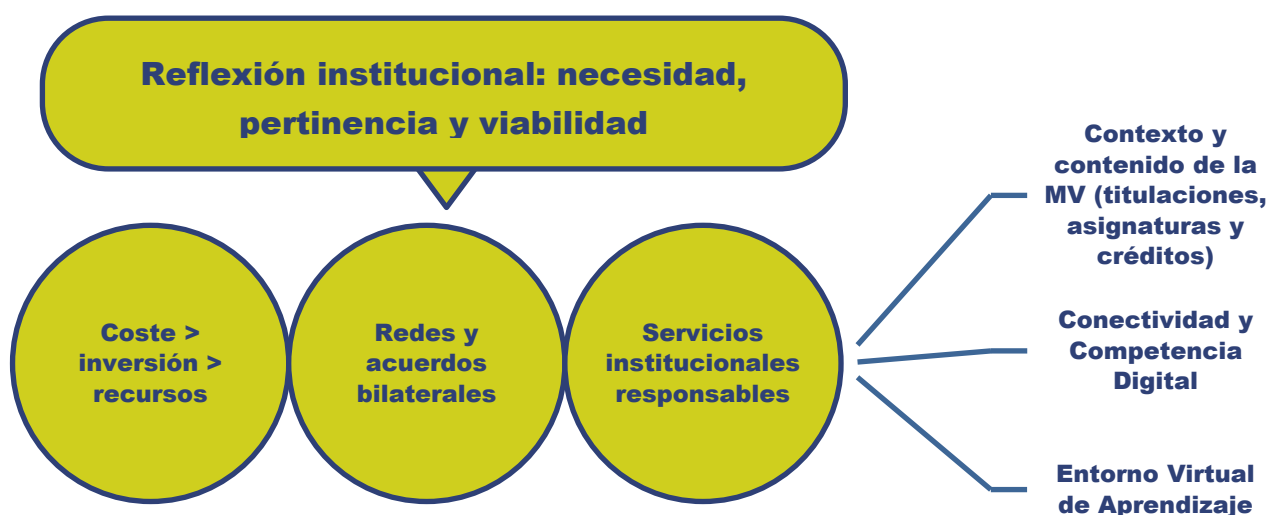 Reflexión institucional: necesidad,
pertinencia y viabilidad
Coste >
inversión >
recursos
Redes y
acuerdos
bilaterales
Servicios
institucionales
responsables
Contexto y
contenido de la
MV (titulaciones,
asignaturas y
créditos)
Conectividad y
Competencia
Digital
Entorno Virtual
de Aprendizaje